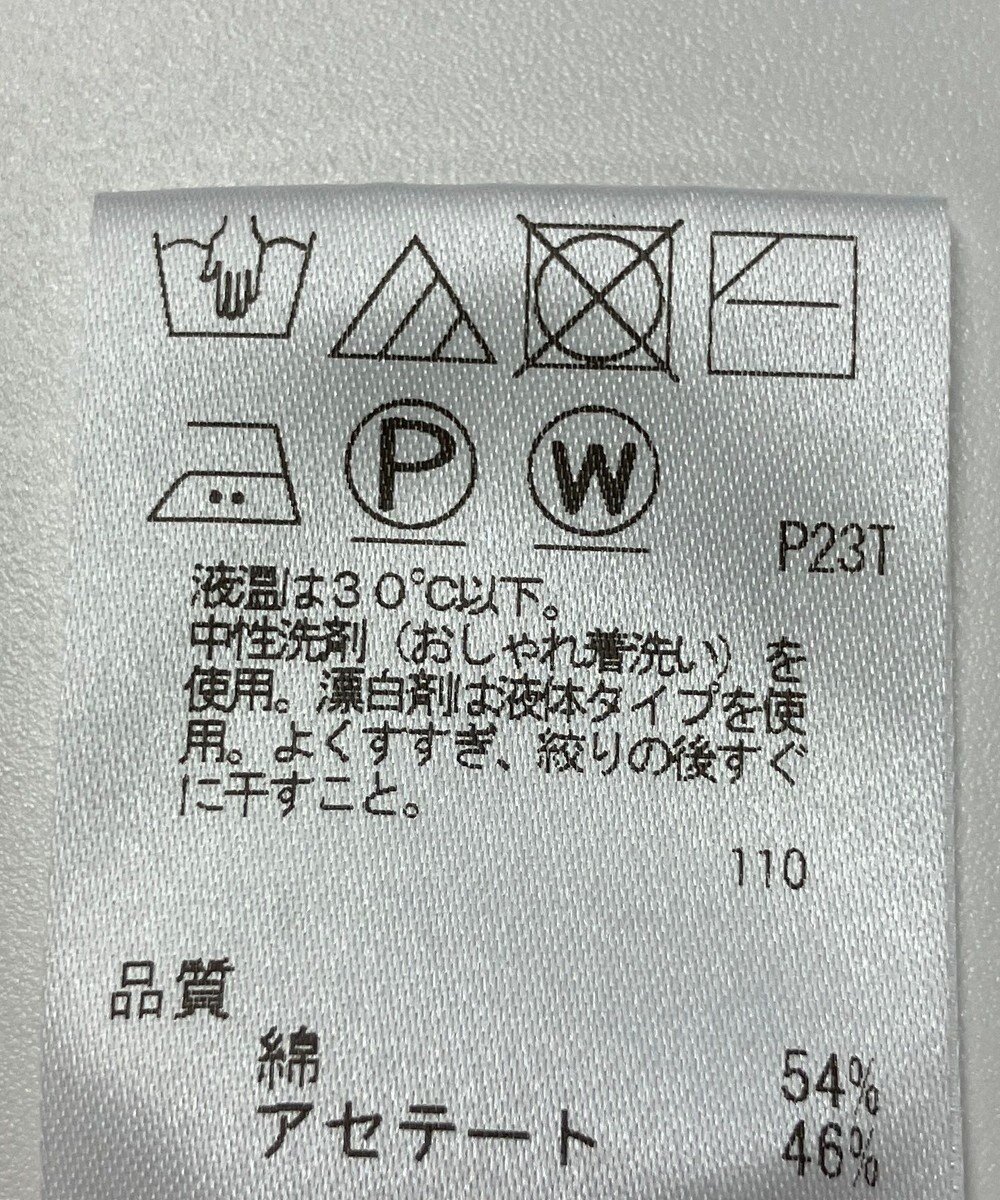 P W
P23T
液温は30℃以下。
中性洗剤(おしゃれ着洗い)を
使用。漂白剤は液体タイプを使
用。よくすすぎ、絞りの後すぐ
に干すこと。
110
品質
綿 54%
アセテート 46%